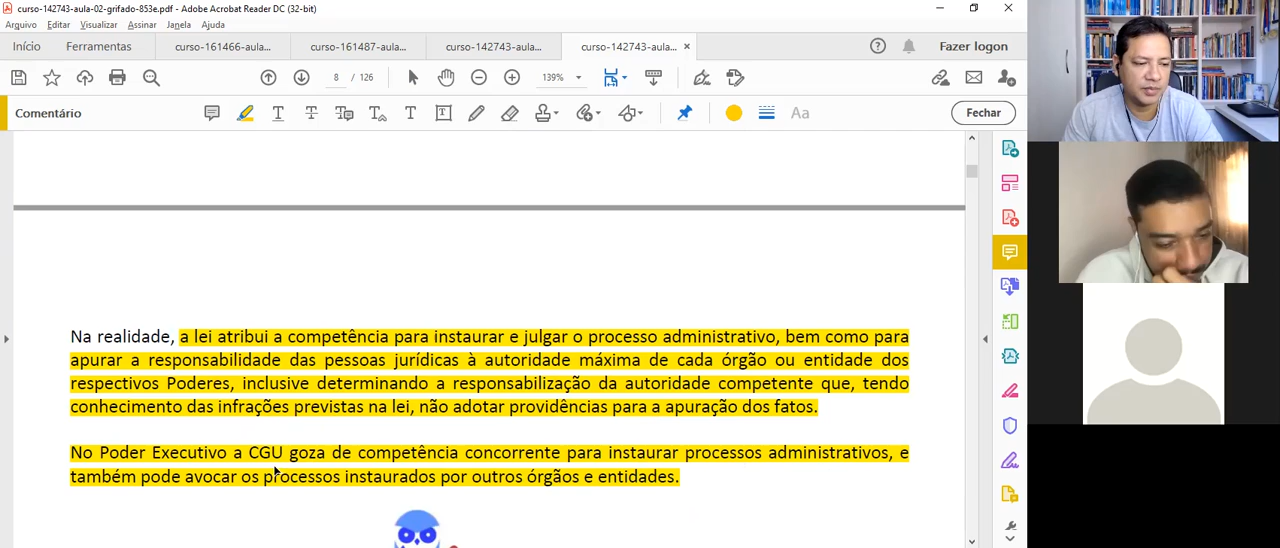 curso-142743-aula-02-grifado-853e.pdf - Adobe Acrobat Reader DC (32-bit)
Arquivo Editar Visualizar Assinar Janela Ajuda
Início Ferramentas curso-161466-aula... curso-161487-aula... curso-142743-aula... curso-142743-aula... × Fazer logon
8 / 126 139%
Comentário Aa Fechar
Na realidade, a lei atribui a competência para instaurar e julgar o processo administrativo, bem como para
apurar a responsabilidade das pessoas jurídicas à autoridade máxima de cada órgão ou entidade dos
respectivos Poderes, inclusive determinando a responsabilização da autoridade competente que, tendo
conhecimento das infrações previstas na lei, não adotar providências para a apuração dos fatos.
No Poder Executivo a CGU goza de competência concorrente para instaurar processos administrativos, e
também pode avocar os processos instaurados por outros órgãos e entidades.